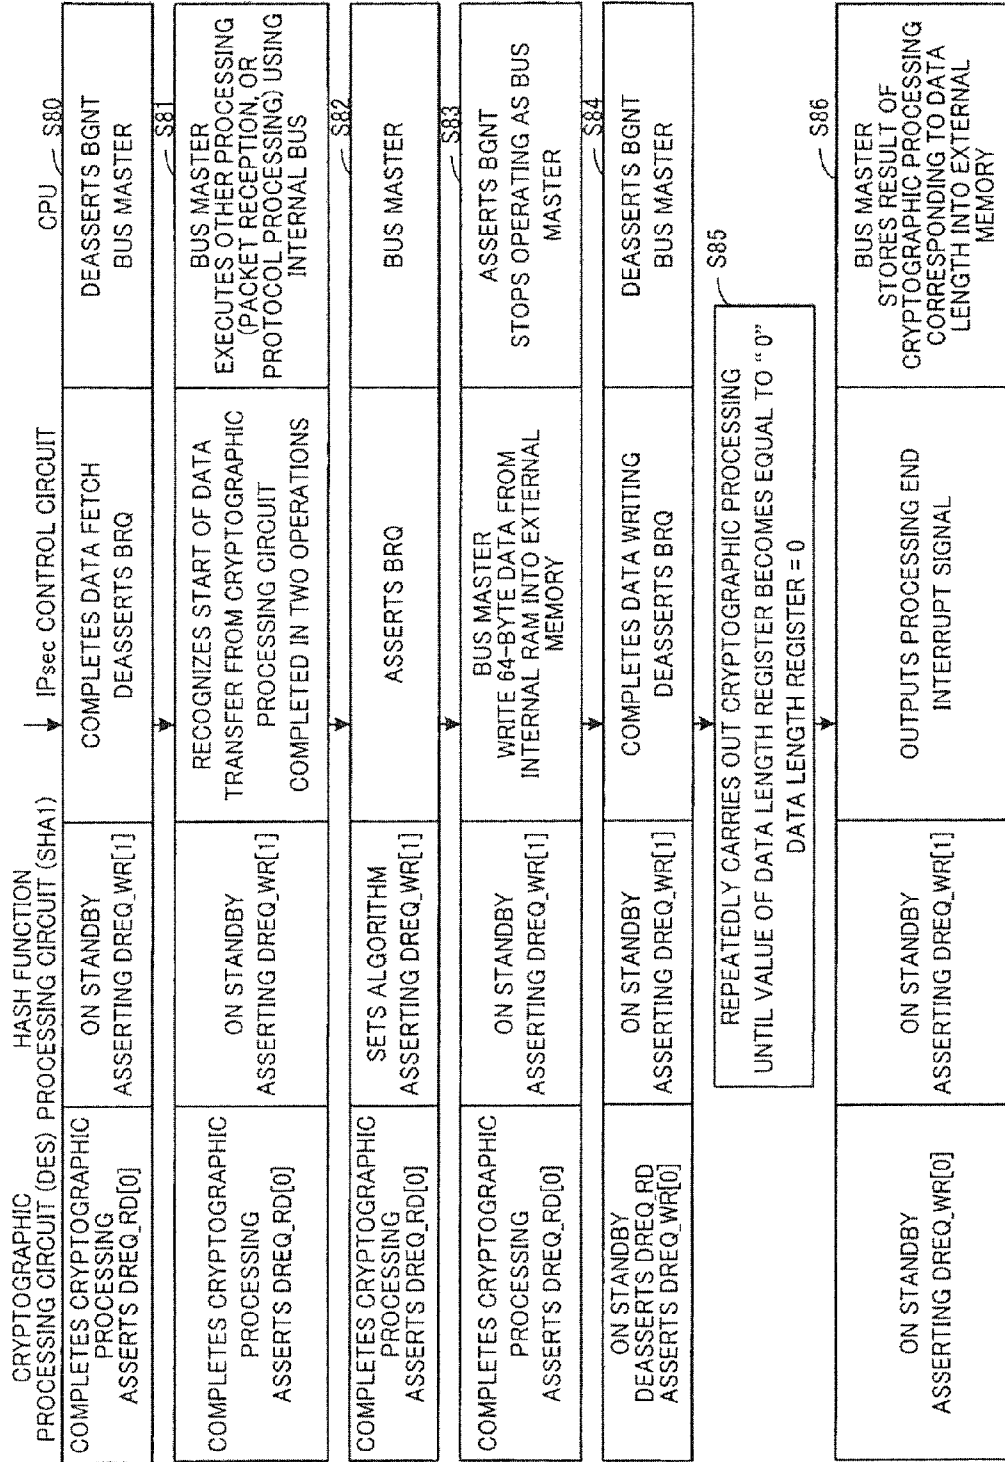 CRYPTOGRAPHIC
PROCESSING CIRCUIT (DES)
HASH FUNCTION
PROCESSING CIRCUIT (SHA1)
IPsec CONTROL CIRCUIT
CPU
S80
COMPLETES CRYPTOGRAPHIC
PROCESSING
ASSERTS DREQ_RD[0]
ON STANDBY
ASSERTING DREQ_WR[1]
COMPLETES DATA FETCH
DEASSERTS BRQ
DEASSERTS BGNT
BUS MASTER
S81
COMPLETES CRYPTOGRAPHIC
PROCESSING
ASSERTS DREQ_RD[0]
ON STANDBY
ASSERTING DREQ_WR[1]
RECOGNIZES START OF DATA
TRANSFER FROM CRYPTOGRAPHIC
PROCESSING CIRCUIT
COMPLETED IN TWO OPERATIONS
BUS MASTER
EXECUTES OTHER PROCESSING
(PACKET RECEPTION, OR
PROTOCOL PROCESSING) USING
INTERNAL BUS
S82
COMPLETES CRYPTOGRAPHIC
PROCESSING
ASSERTS DREQ_RD[0]
SETS ALGORITHM
ASSERTING DREQ_WR[1]
ASSERTS BRQ
BUS MASTER
S83
COMPLETES CRYPTOGRAPHIC
PROCESSING
ASSERTS DREQ_RD[0]
ON STANDBY
ASSERTING DREQ_WR[1]
BUS MASTER
WRITE 64-BYTE DATA FROM
INTERNAL RAM INTO EXTERNAL
MEMORY
ASSERTS BGNT
STOPS OPERATING AS BUS
MASTER
S84
ON STANDBY
DEASSERTS DREQ_RD
ASSERTS DREQ_WR[0]
ON STANDBY
ASSERTING DREQ_WR[1]
COMPLETES DATA WRITING
DEASSERTS BRQ
DEASSERTS BGNT
BUS MASTER
S85
REPEATEDLY CARRIES OUT CRYPTOGRAPHIC PROCESSING
UNTIL VALUE OF DATA LENGTH REGISTER BECOMES EQUAL TO "0"
DATA LENGTH REGISTER = 0
S86
ON STANDBY
ASSERTING DREQ_WR[0]
ON STANDBY
ASSERTING DREQ_WR[1]
OUTPUTS PROCESSING END
INTERRUPT SIGNAL
BUS MASTER
STORES RESULT OF
CRYPTOGRAPHIC PROCESSING
CORRESPONDING TO DATA
LENGTH INTO EXTERNAL
MEMORY